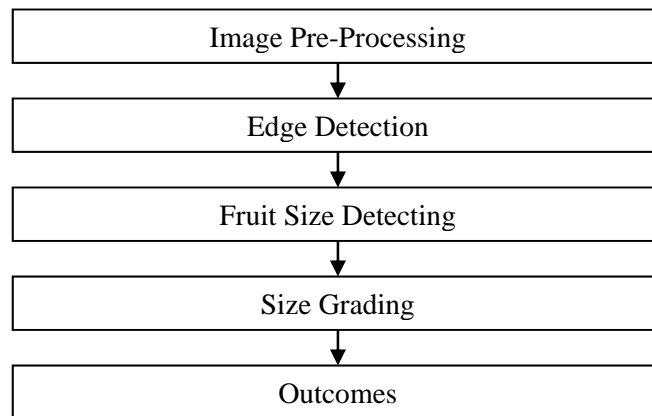 Image Pre-Processing
Edge Detection
Fruit Size Detecting
Size Grading
Outcomes